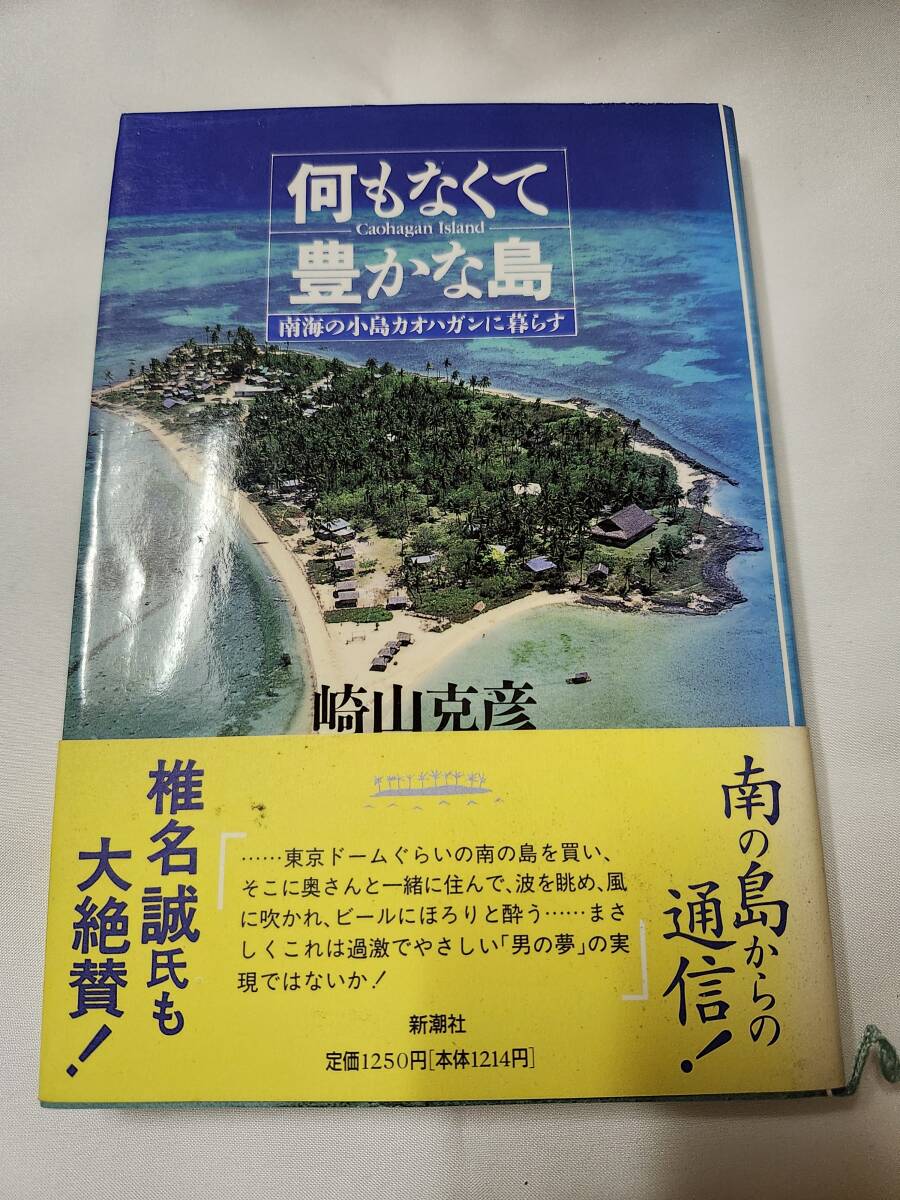 何もなくて
Caohagan Island
豊かな島
南海の小島カオハガンに暮らす
崎山克彦
南の島からの
通信!
「……東京ドームぐらいの南の島を買い、
そこに奥さんと一緒に住んで、波を眺め、風
に吹かれ、ビールにほろりと酔う……まさ
しくこれは過激でやさしい「男の夢」の実
現ではないか!」
椎名誠氏も
大絶賛!
新潮社
定価1250円[本体1214円]